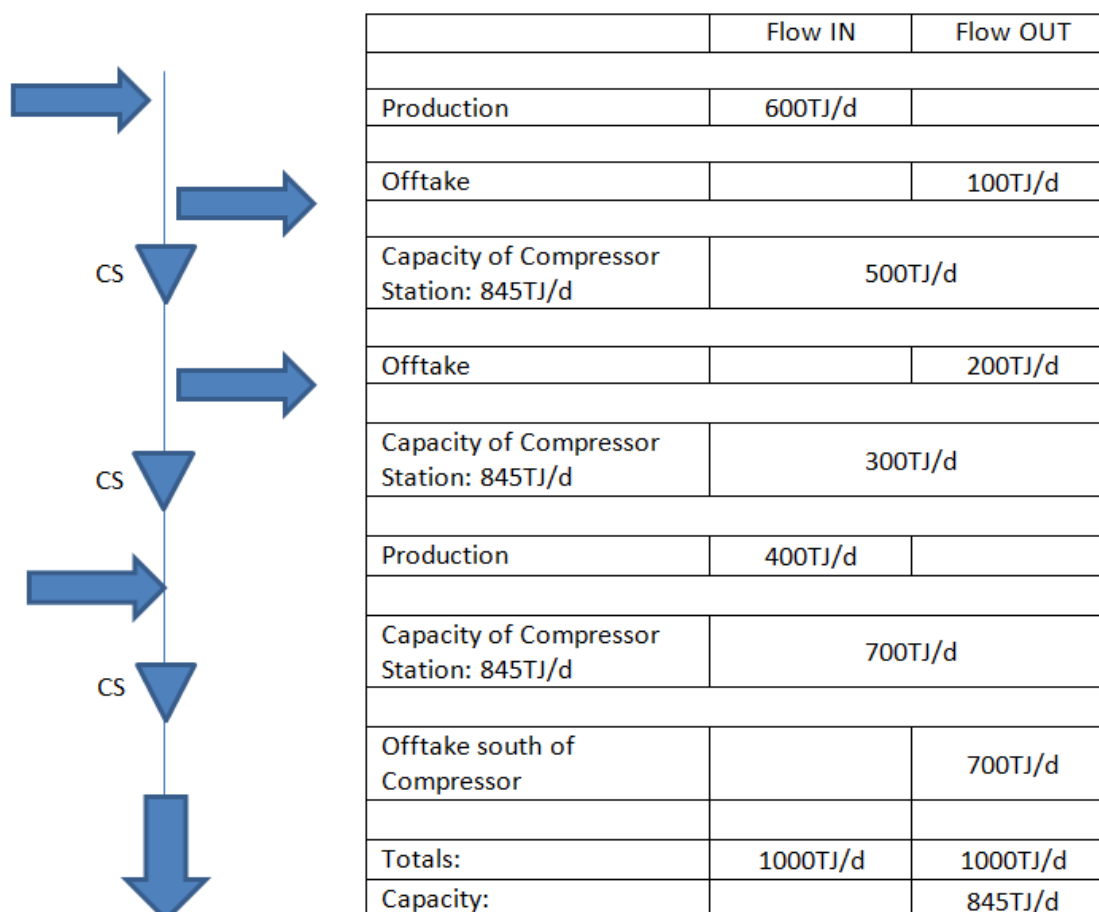 Flow IN Flow OUT
Production 600TJ/d
Offtake 100TJ/d
CS
Capacity of Compressor
Station: 845TJ/d
500TJ/d
Offtake 200TJ/d
CS
Capacity of Compressor
Station: 845TJ/d
300TJ/d
Production 400TJ/d
CS
Capacity of Compressor
Station: 845TJ/d
700TJ/d
Offtake south of
Compressor
700TJ/d
Totals: 1000TJ/d 1000TJ/d
Capacity: 845TJ/d